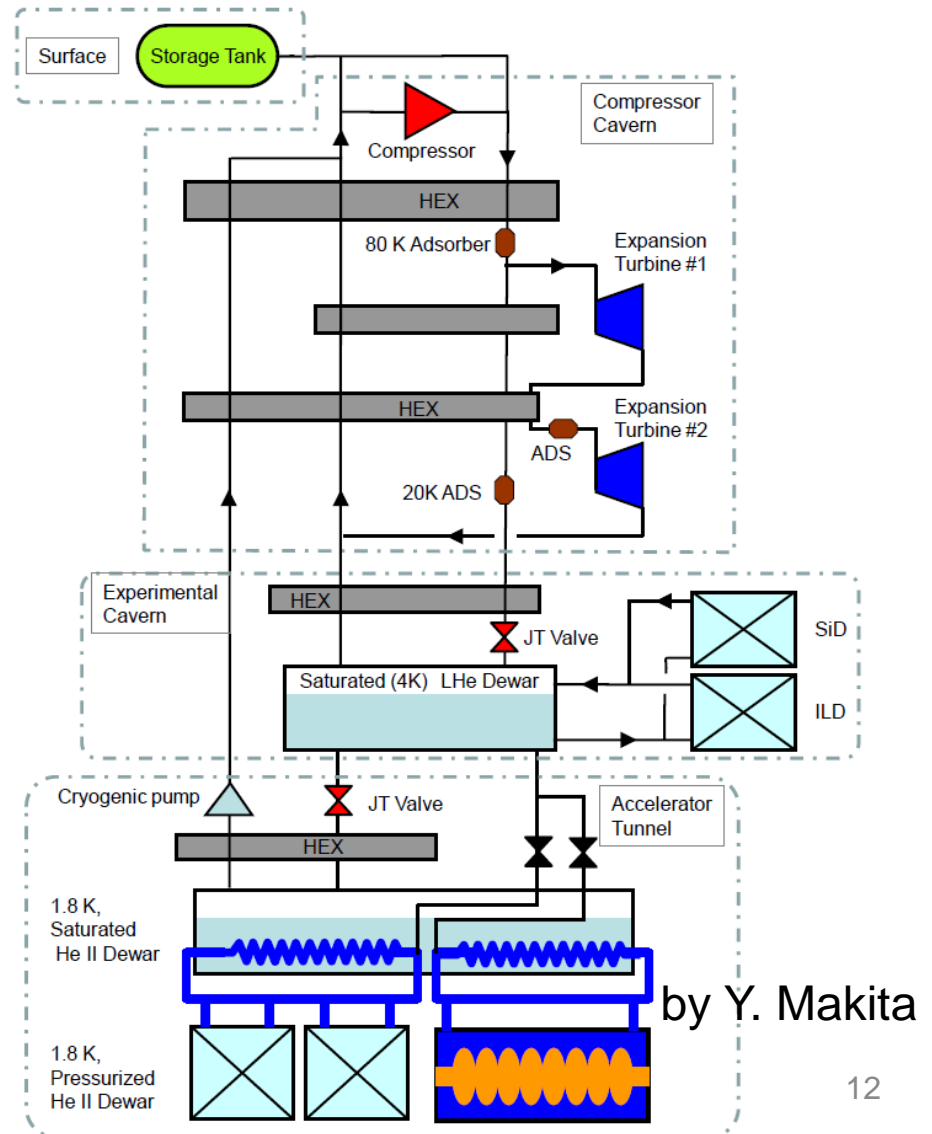 Surface
Storage Tank
Compressor
Cavern
Compressor
HEX
80 K Adsorber
Expansion
Turbine #1
HEX
Expansion
Turbine #2
ADS
20K ADS
Experimental
Cavern
HEX
JT Valve
SiD
Saturated (4K) LHe Dewar
ILD
Cryogenic pump
JT Valve
Accelerator
Tunnel
HEX
1.8 K,
Saturated
He II Dewar
by Y. Makita
1.8 K,
Pressurized
He II Dewar
12